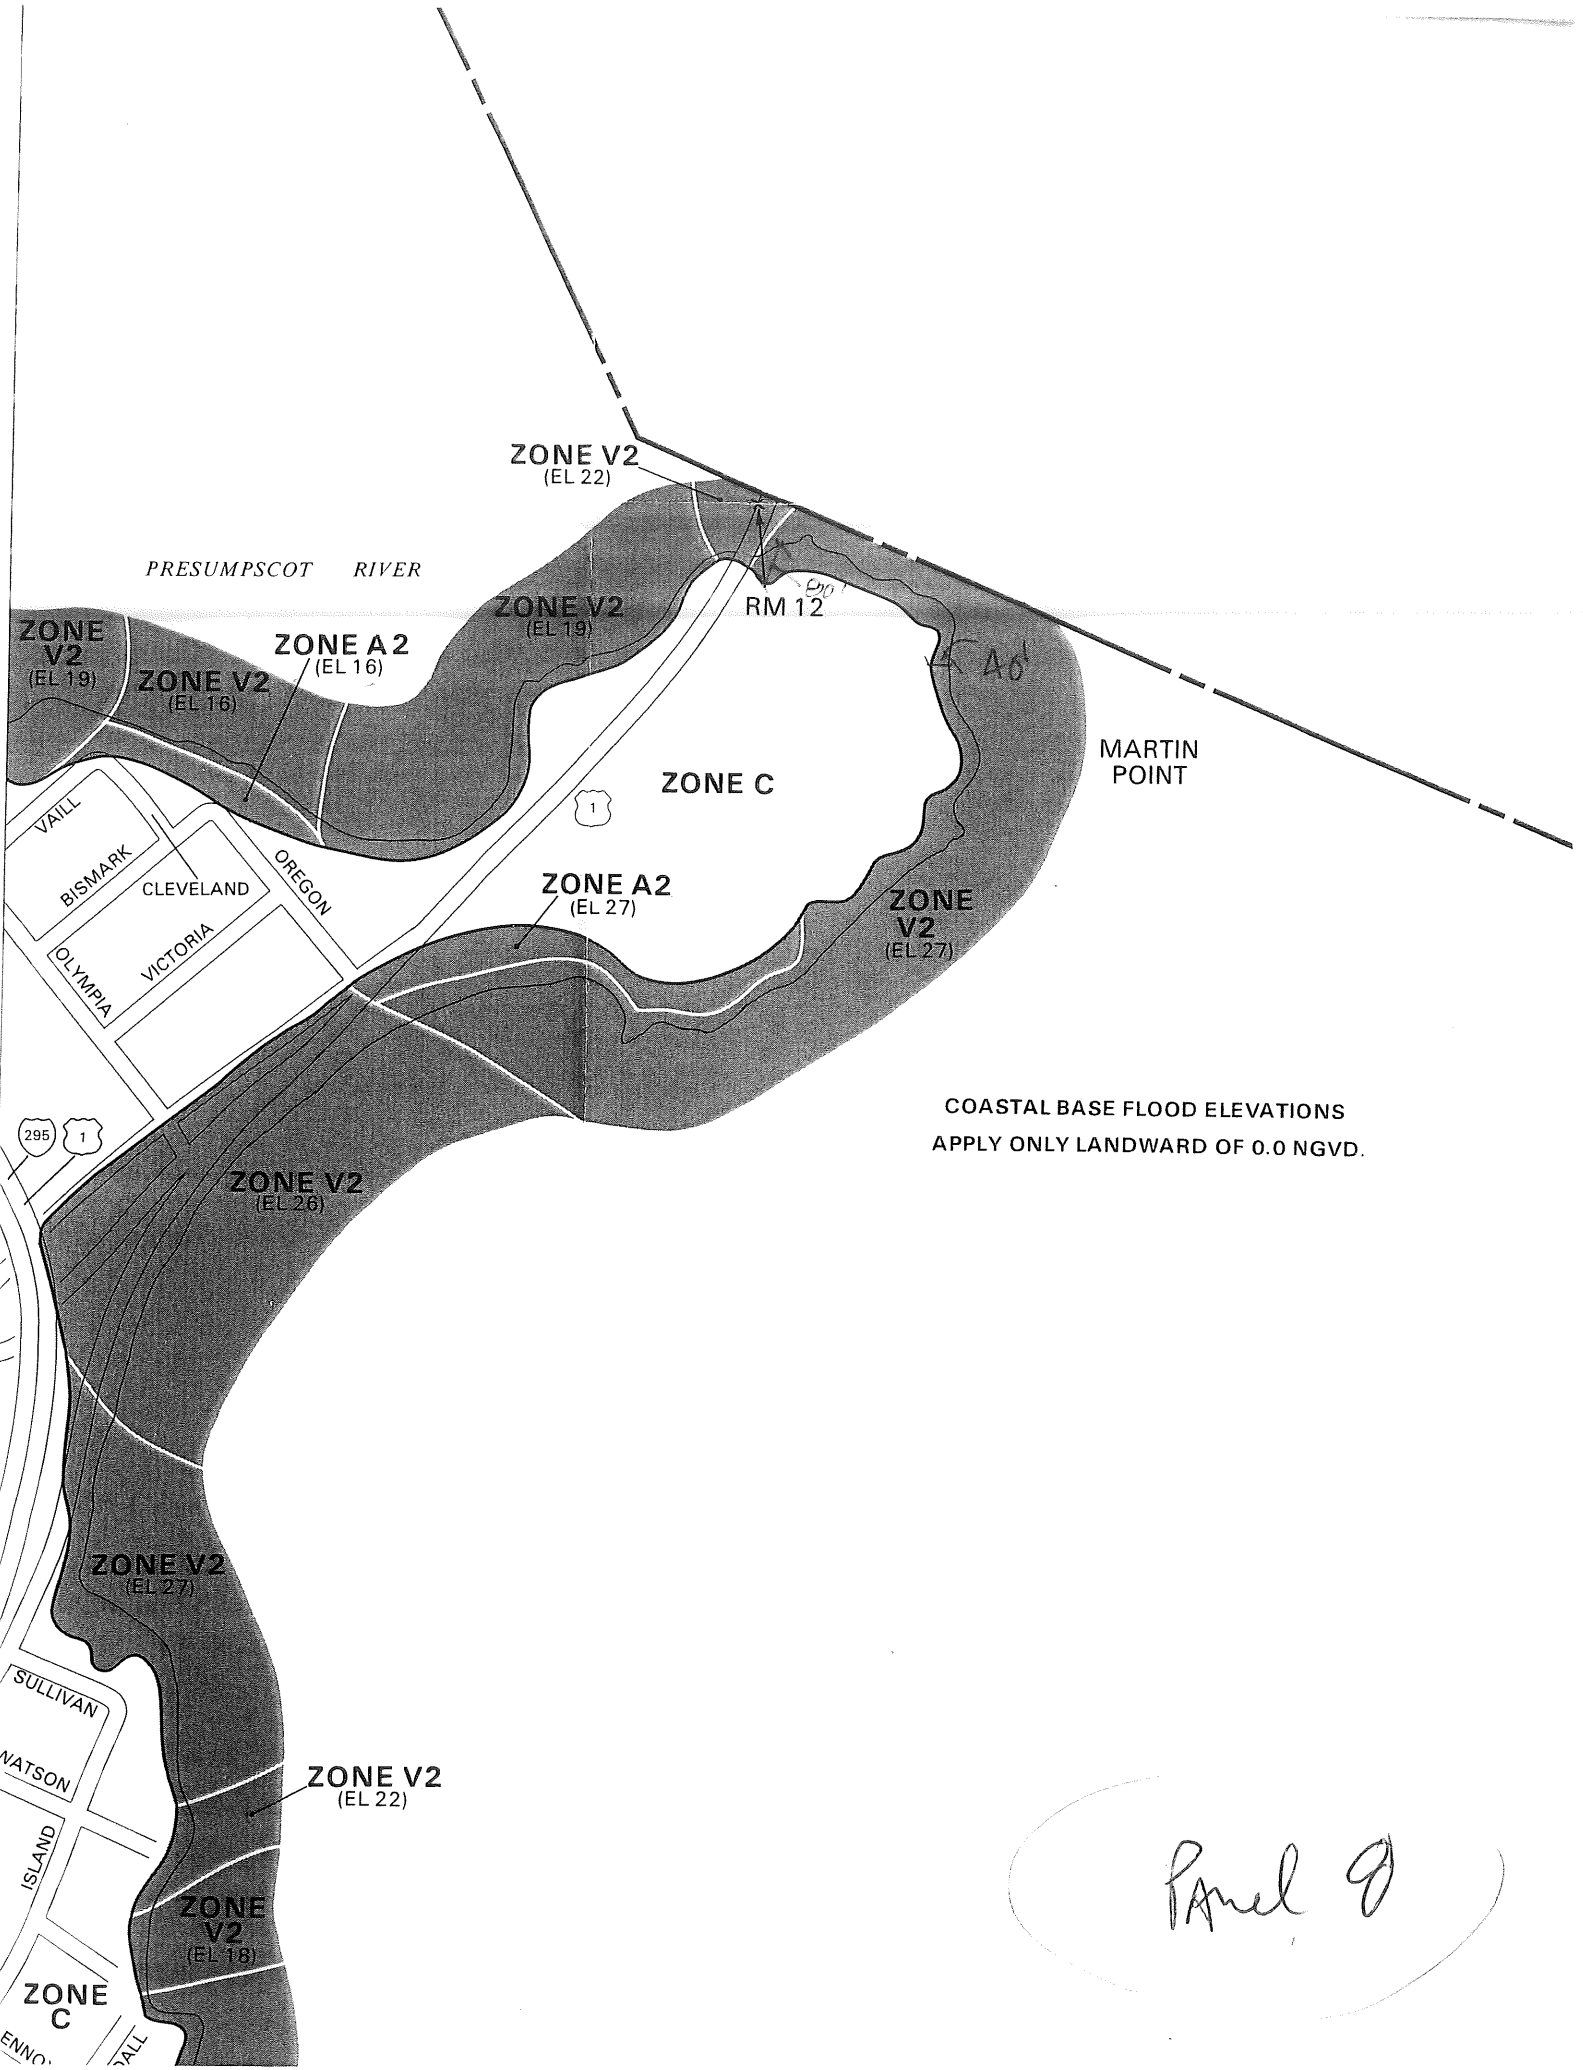 ZONE V2
(EL 22)
PRESUMPSCOT RIVER
ZONE V2
(EL 19)
RM 12
80'
ZONE
V2
(EL 19)
ZONE A2
(EL 16)
ZONE V2
(EL 16)
40'
MARTIN
POINT
ZONE C
1
VAILL
BISMARK
CLEVELAND
OREGON
ZONE A2
(EL 27)
ZONE
V2
(EL 27)
VICTORIA
OLYMPIA
COASTAL BASE FLOOD ELEVATIONS
APPLY ONLY LANDWARD OF 0.0 NGVD.
295
1
ZONE V2
(EL 26)
ZONE V2
(EL 27)
SULLIVAN
WATSON
ZONE V2
(EL 22)
ISLAND
Panel 8
ZONE
V2
(EL 18)
ZONE
C
ENNO
DALL